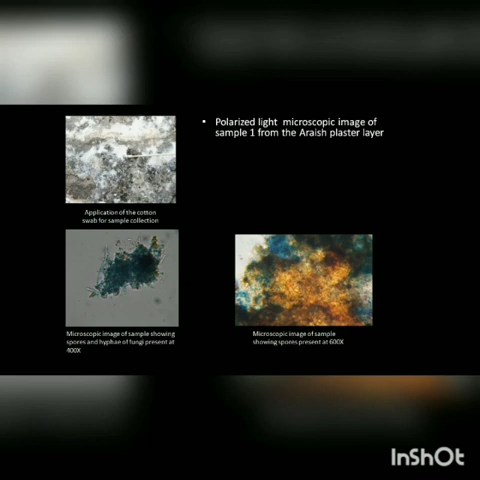 • Polarized light microscopic image of
sample 1 from the Araish plaster layer
Application of the cotton
swab for sample collection
Microscopic image of sample showing
spores and hyphae of fungi present at
400X
Microscopic image of sample
showing spores present at 600X
InShOt